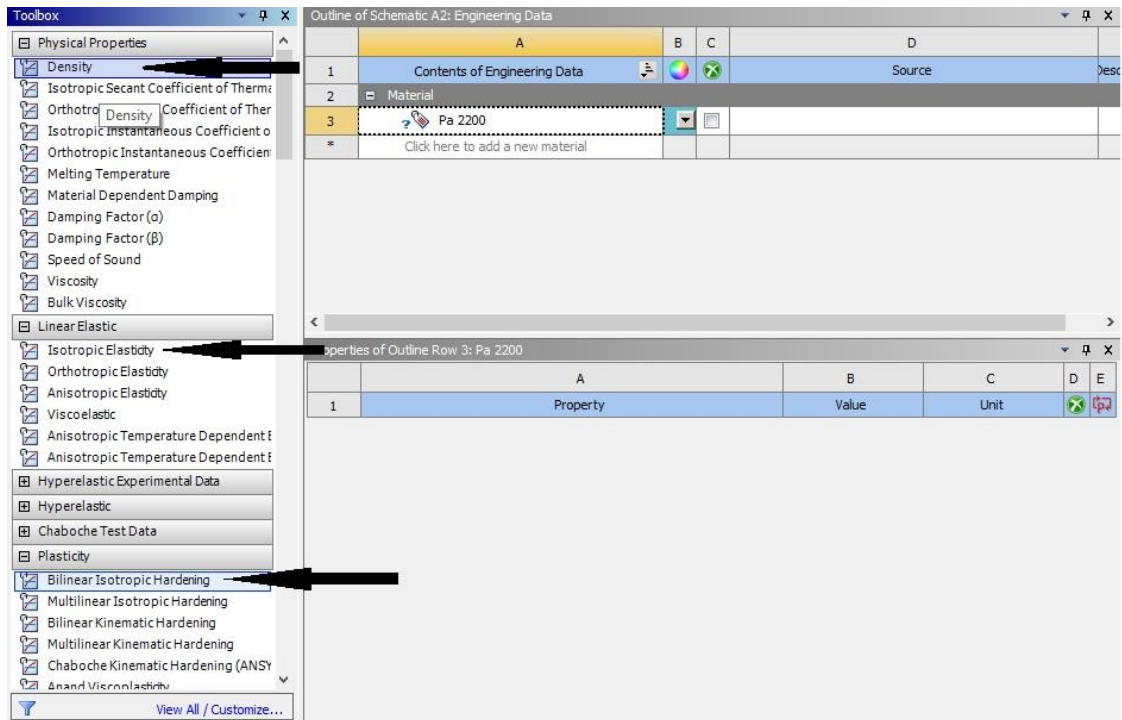 Toolbox
Physical Properties
Density
Isotropic Secant Coefficient of Therma
Orthotro Coefficient of Ther
Density
Isotropic Instantaneous Coefficient o
Orthotropic Instantaneous Coefficien
Melting Temperature
Material Dependent Damping
Damping Factor (α)
Damping Factor (β)
Speed of Sound
Viscosity
Bulk Viscosity
Linear Elastic
Isotropic Elasticity
Orthotropic Elasticity
Anisotropic Elasticity
Viscoelastic
Anisotropic Temperature Dependent E
Anisotropic Temperature Dependent E
Hyperelastic Experimental Data
Hyperelastic
Chaboche Test Data
Plasticity
Bilinear Isotropic Hardening
Multilinear Isotropic Hardening
Bilinear Kinematic Hardening
Multilinear Kinematic Hardening
Chaboche Kinematic Hardening (ANSY
Anand Viscoplasticity
View All / Customize...
Outline of Schematic A2: Engineering Data
A B C D
1 Contents of Engineering Data Source Desc
2 Material
3 ? Pa 2200
* Click here to add a new material
operties of Outline Row 3: Pa 2200
A B C D E
1 Property Value Unit